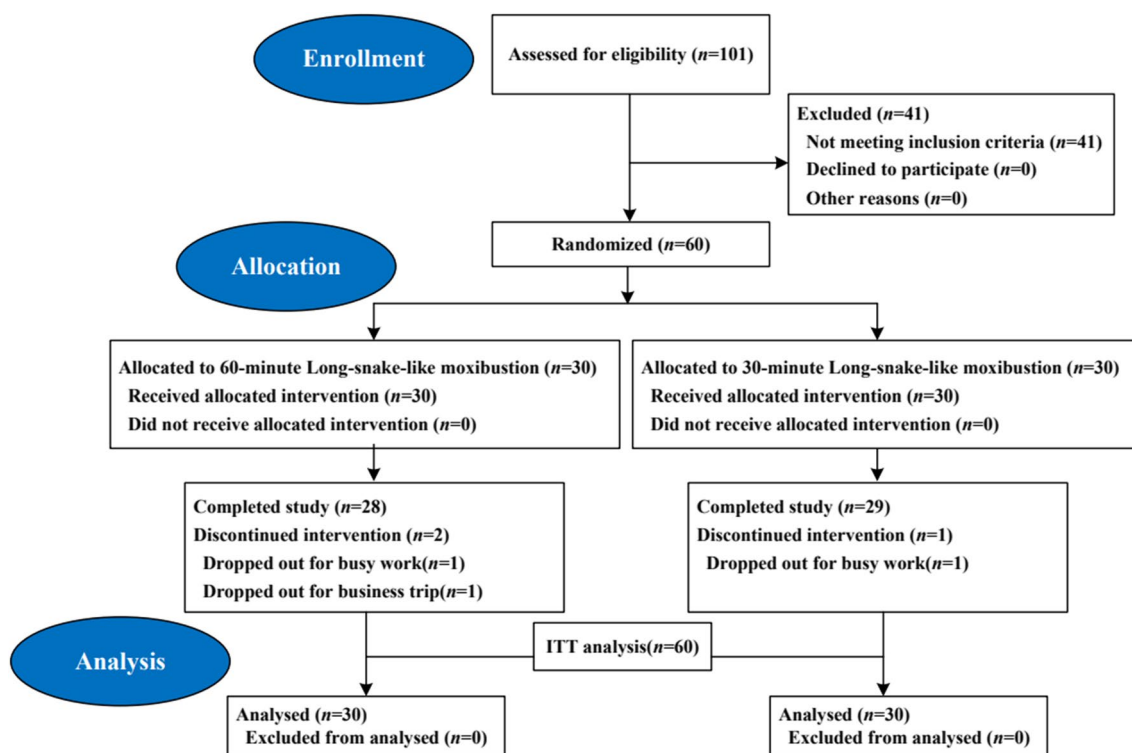 Enrollment
Assessed for eligibility (n=101)
Excluded (n=41)
Not meeting inclusion criteria (n=41)
Declined to participate (n=0)
Other reasons (n=0)
Randomized (n=60)
Allocation
Allocated to 60-minute Long-snake-like moxibustion (n=30)
Received allocated intervention (n=30)
Did not receive allocated intervention (n=0)
Allocated to 30-minute Long-snake-like moxibustion (n=30)
Received allocated intervention (n=30)
Did not receive allocated intervention (n=0)
Completed study (n=28)
Discontinued intervention (n=2)
Dropped out for busy work(n=1)
Dropped out for business trip(n=1)
Completed study (n=29)
Discontinued intervention (n=1)
Dropped out for busy work(n=1)
ITT analysis(n=60)
Analysis
Analysed (n=30)
Excluded from analysed (n=0)
Analysed (n=30)
Excluded from analysed (n=0)